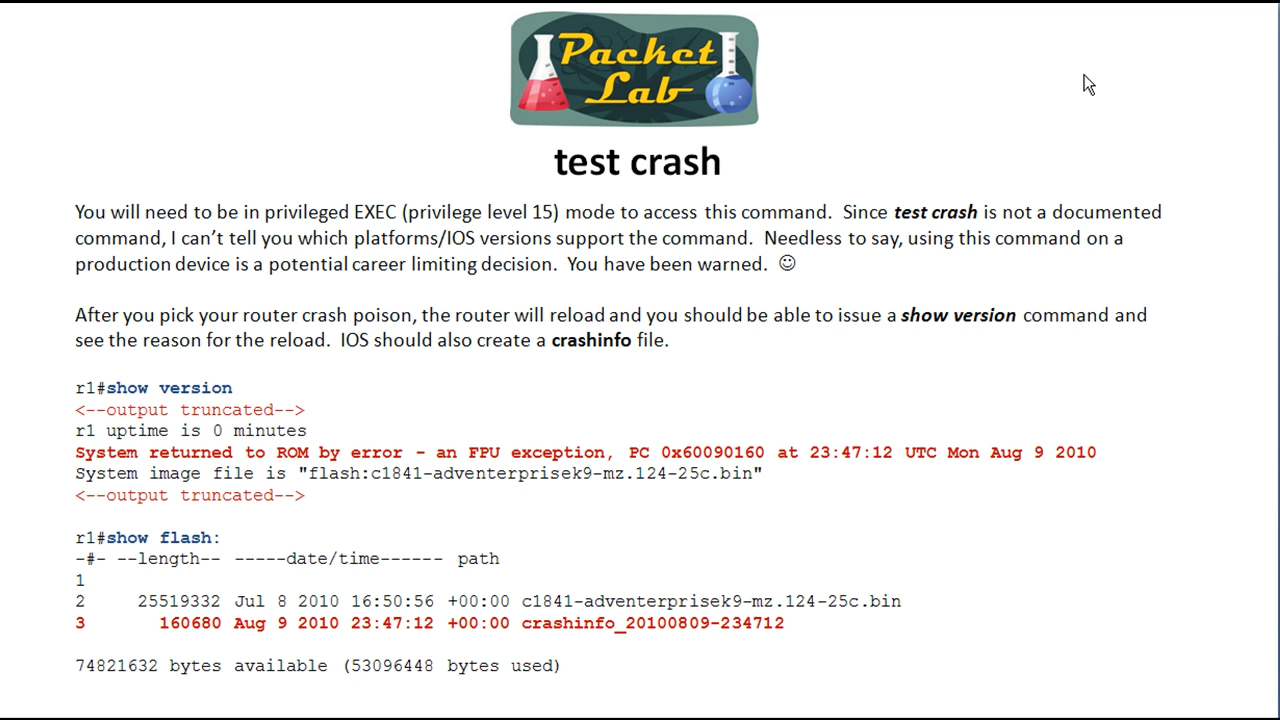 Packet
Lab
test crash
You will need to be in privileged EXEC (privilege level 15) mode to access this command.  Since test crash is not a documented
command, I can't tell you which platforms/IOS versions support the command.  Needless to say, using this command on a
production device is a potential career limiting decision.  You have been warned.  ☺
After you pick your router crash poison, the router will reload and you should be able to issue a show version command and
see the reason for the reload.  IOS should also create a crashinfo file.
r1#show version
<--output truncated-->
r1 uptime is 0 minutes
System returned to ROM by error - an FPU exception, PC 0x60090160 at 23:47:12 UTC Mon Aug 9 2010
System image file is "flash:c1841-adventerprisek9-mz.124-25c.bin"
<--output truncated-->
r1#show flash:
-#- --length-- -----date/time------ path
1
2     25519332 Jul 8 2010 16:50:56 +00:00 c1841-adventerprisek9-mz.124-25c.bin
3       160680 Aug 9 2010 23:47:12 +00:00 crashinfo_20100809-234712
74821632 bytes available (53096448 bytes used)